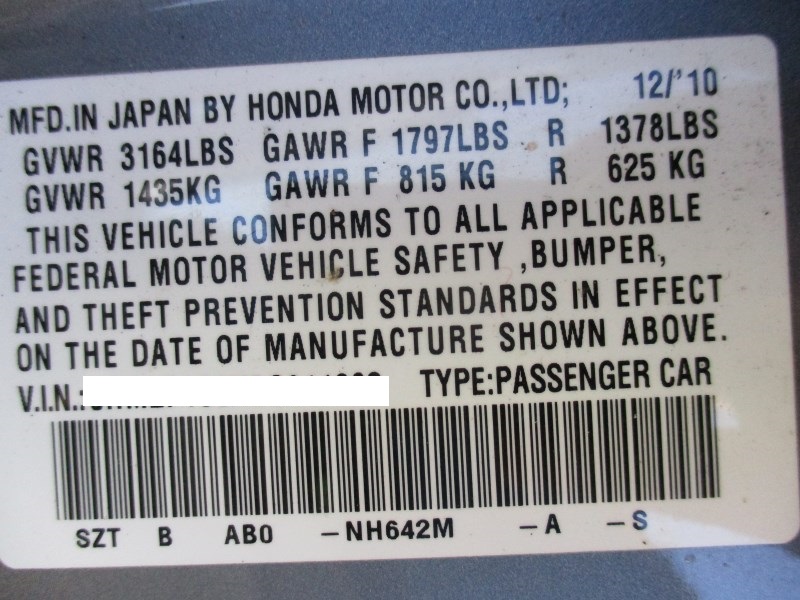 MFD.IN JAPAN BY HONDA MOTOR CO.,LTD; 12/'10
GVWR 3164LBS GAWR F 1797LBS R 1378LBS
GVWR 1435KG GAWR F 815 KG R 625 KG
THIS VEHICLE CONFORMS TO ALL APPLICABLE
FEDERAL MOTOR VEHICLE SAFETY ,BUMPER,
AND THEFT PREVENTION STANDARDS IN EFFECT
ON THE DATE OF MANUFACTURE SHOWN ABOVE.
V.I.N.: TYPE:PASSENGER CAR
SZT B AB0 -NH642M -A -S